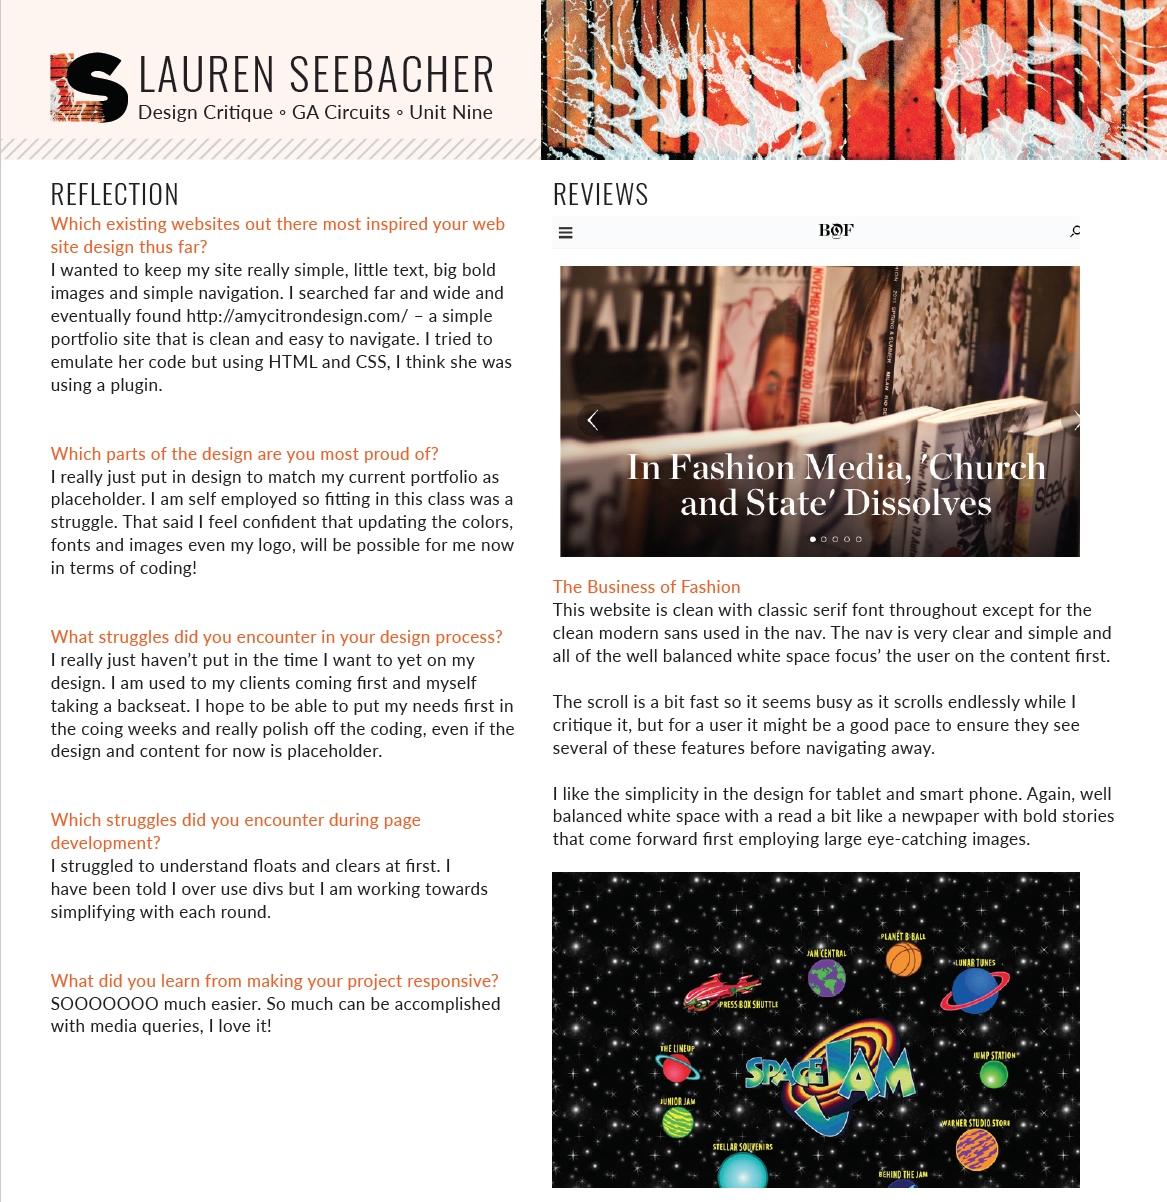 LS
LAUREN SEEBACHER
Design Critique ◦ GA Circuits ◦ Unit Nine
REFLECTION
Which existing websites out there most inspired your web
site design thus far?
I wanted to keep my site really simple, little text, big bold
images and simple navigation. I searched far and wide and
eventually found http://amycitrondesign.com/ – a simple
portfolio site that is clean and easy to navigate. I tried to
emulate her code but using HTML and CSS, I think she was
using a plugin.
Which parts of the design are you most proud of?
I really just put in design to match my current portfolio as
placeholder. I am self employed so fitting in this class was a
struggle. That said I feel confident that updating the colors,
fonts and images even my logo, will be possible for me now
in terms of coding!
What struggles did you encounter in your design process?
I really just haven’t put in the time I want to yet on my
design. I am used to my clients coming first and myself
taking a backseat. I hope to be able to put my needs first in
the coing weeks and really polish off the coding, even if the
design and content for now is placeholder.
Which struggles did you encounter during page
development?
I struggled to understand floats and clears at first. I
have been told I over use divs but I am working towards
simplifying with each round.
What did you learn from making your project responsive?
SOOOOOOO much easier. So much can be accomplished
with media queries, I love it!
REVIEWS
BOF
TALE
NOVEMBER/DECEMBER 2010 | CHLOE
2011 SPRING & SUMMER
MILAN
sleek
In Fashion Media, 'Church
and State' Dissolves
The Business of Fashion
This website is clean with classic serif font throughout except for the
clean modern sans used in the nav. The nav is very clear and simple and
all of the well balanced white space focus’ the user on the content first.
The scroll is a bit fast so it seems busy as it scrolls endlessly while I
critique it, but for a user it might be a good pace to ensure they see
several of these features before navigating away.
I like the simplicity in the design for tablet and smart phone. Again, well
balanced white space with a read a bit like a newpaper with bold stories
that come forward first employing large eye-catching images.
PLANET B-BALL
JAM CENTRAL
LUNAR TUNES
PRESS BOX SHUTTLE
THE LINEUP
JUMP STATION
SPACE JAM
JUNIOR JAM
WARNER STUDIO STORE
STELLAR SOUVENIRS
BEHIND THE JAM